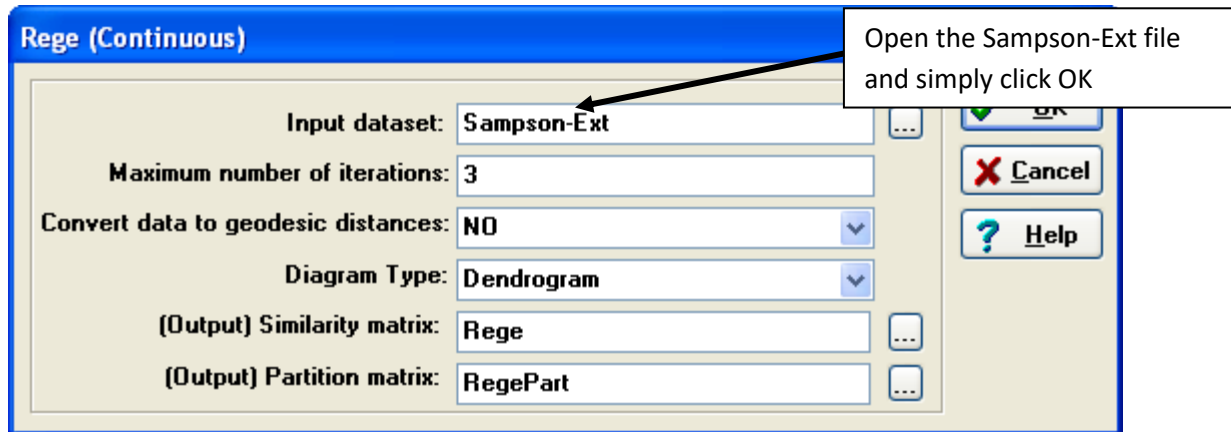 Rege (Continuous)
Open the Sampson-Ext file
and simply click OK
Input dataset: Sampson-Ext ...
OK
Maximum number of iterations: 3
Cancel
Convert data to geodesic distances: NO
? Help
Diagram Type: Dendrogram
(Output) Similarity matrix: Rege ...
(Output) Partition matrix: RegePart ...